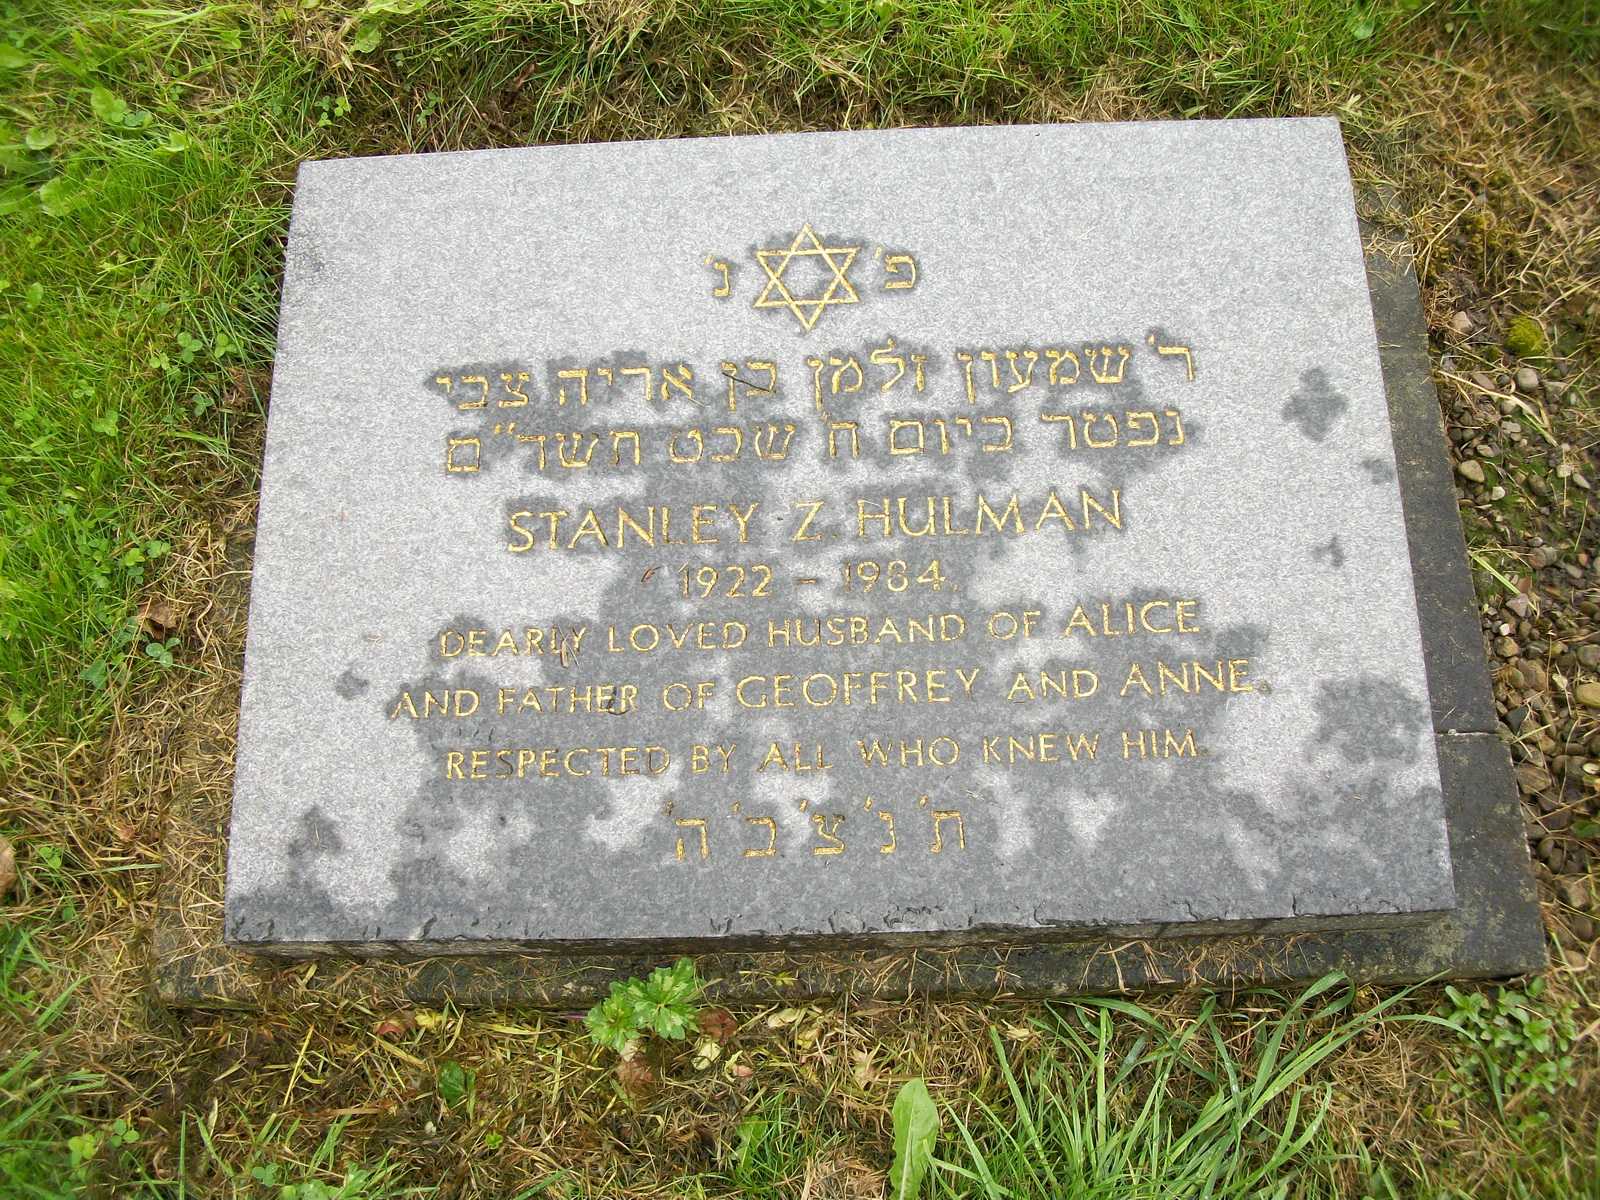 פ' נ'
ר' שמעון זלמן בן אריה צבי
נפטר ביום ח' שבט תשד"ם
STANLEY Z. HULMAN
1922 - 1984.
DEARLY LOVED HUSBAND OF ALICE
AND FATHER OF GEOFFREY AND ANNE.
RESPECTED BY ALL WHO KNEW HIM.
ת' נ' צ' ב' ה'